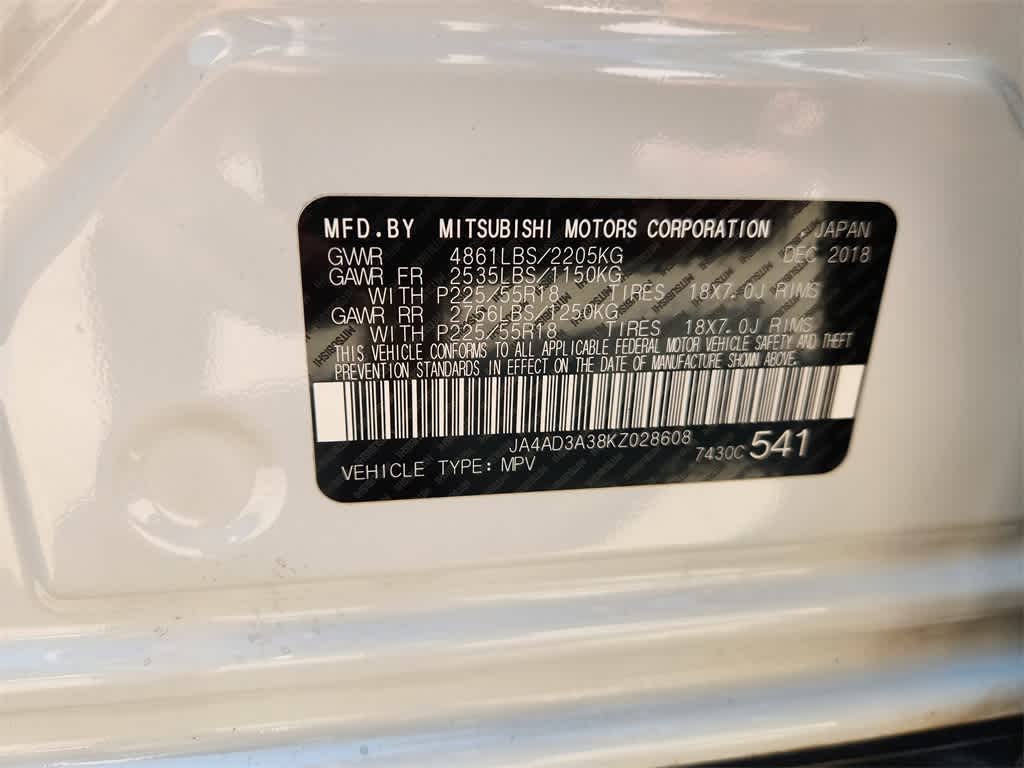 MFD.BY MITSUBISHI MOTORS CORPORATION JAPAN
GVWR 4861LBS/2205KG DEC 2018
GAWR FR 2535LBS/1150KG
WITH P225/55R18 TIRES 18X7.0J RIMS
GAWR RR 2756LBS/1250KG
WITH P225/55R18 TIRES 18X7.0J RIMS
THIS VEHICLE CONFORMS TO ALL APPLICABLE FEDERAL MOTOR VEHICLE SAFETY AND THEFT
PREVENTION STANDARDS IN EFFECT ON THE DATE OF MANUFACTURE SHOWN ABOVE.
JA4AD3A38KZ028608
7430C 541
VEHICLE TYPE: MPV